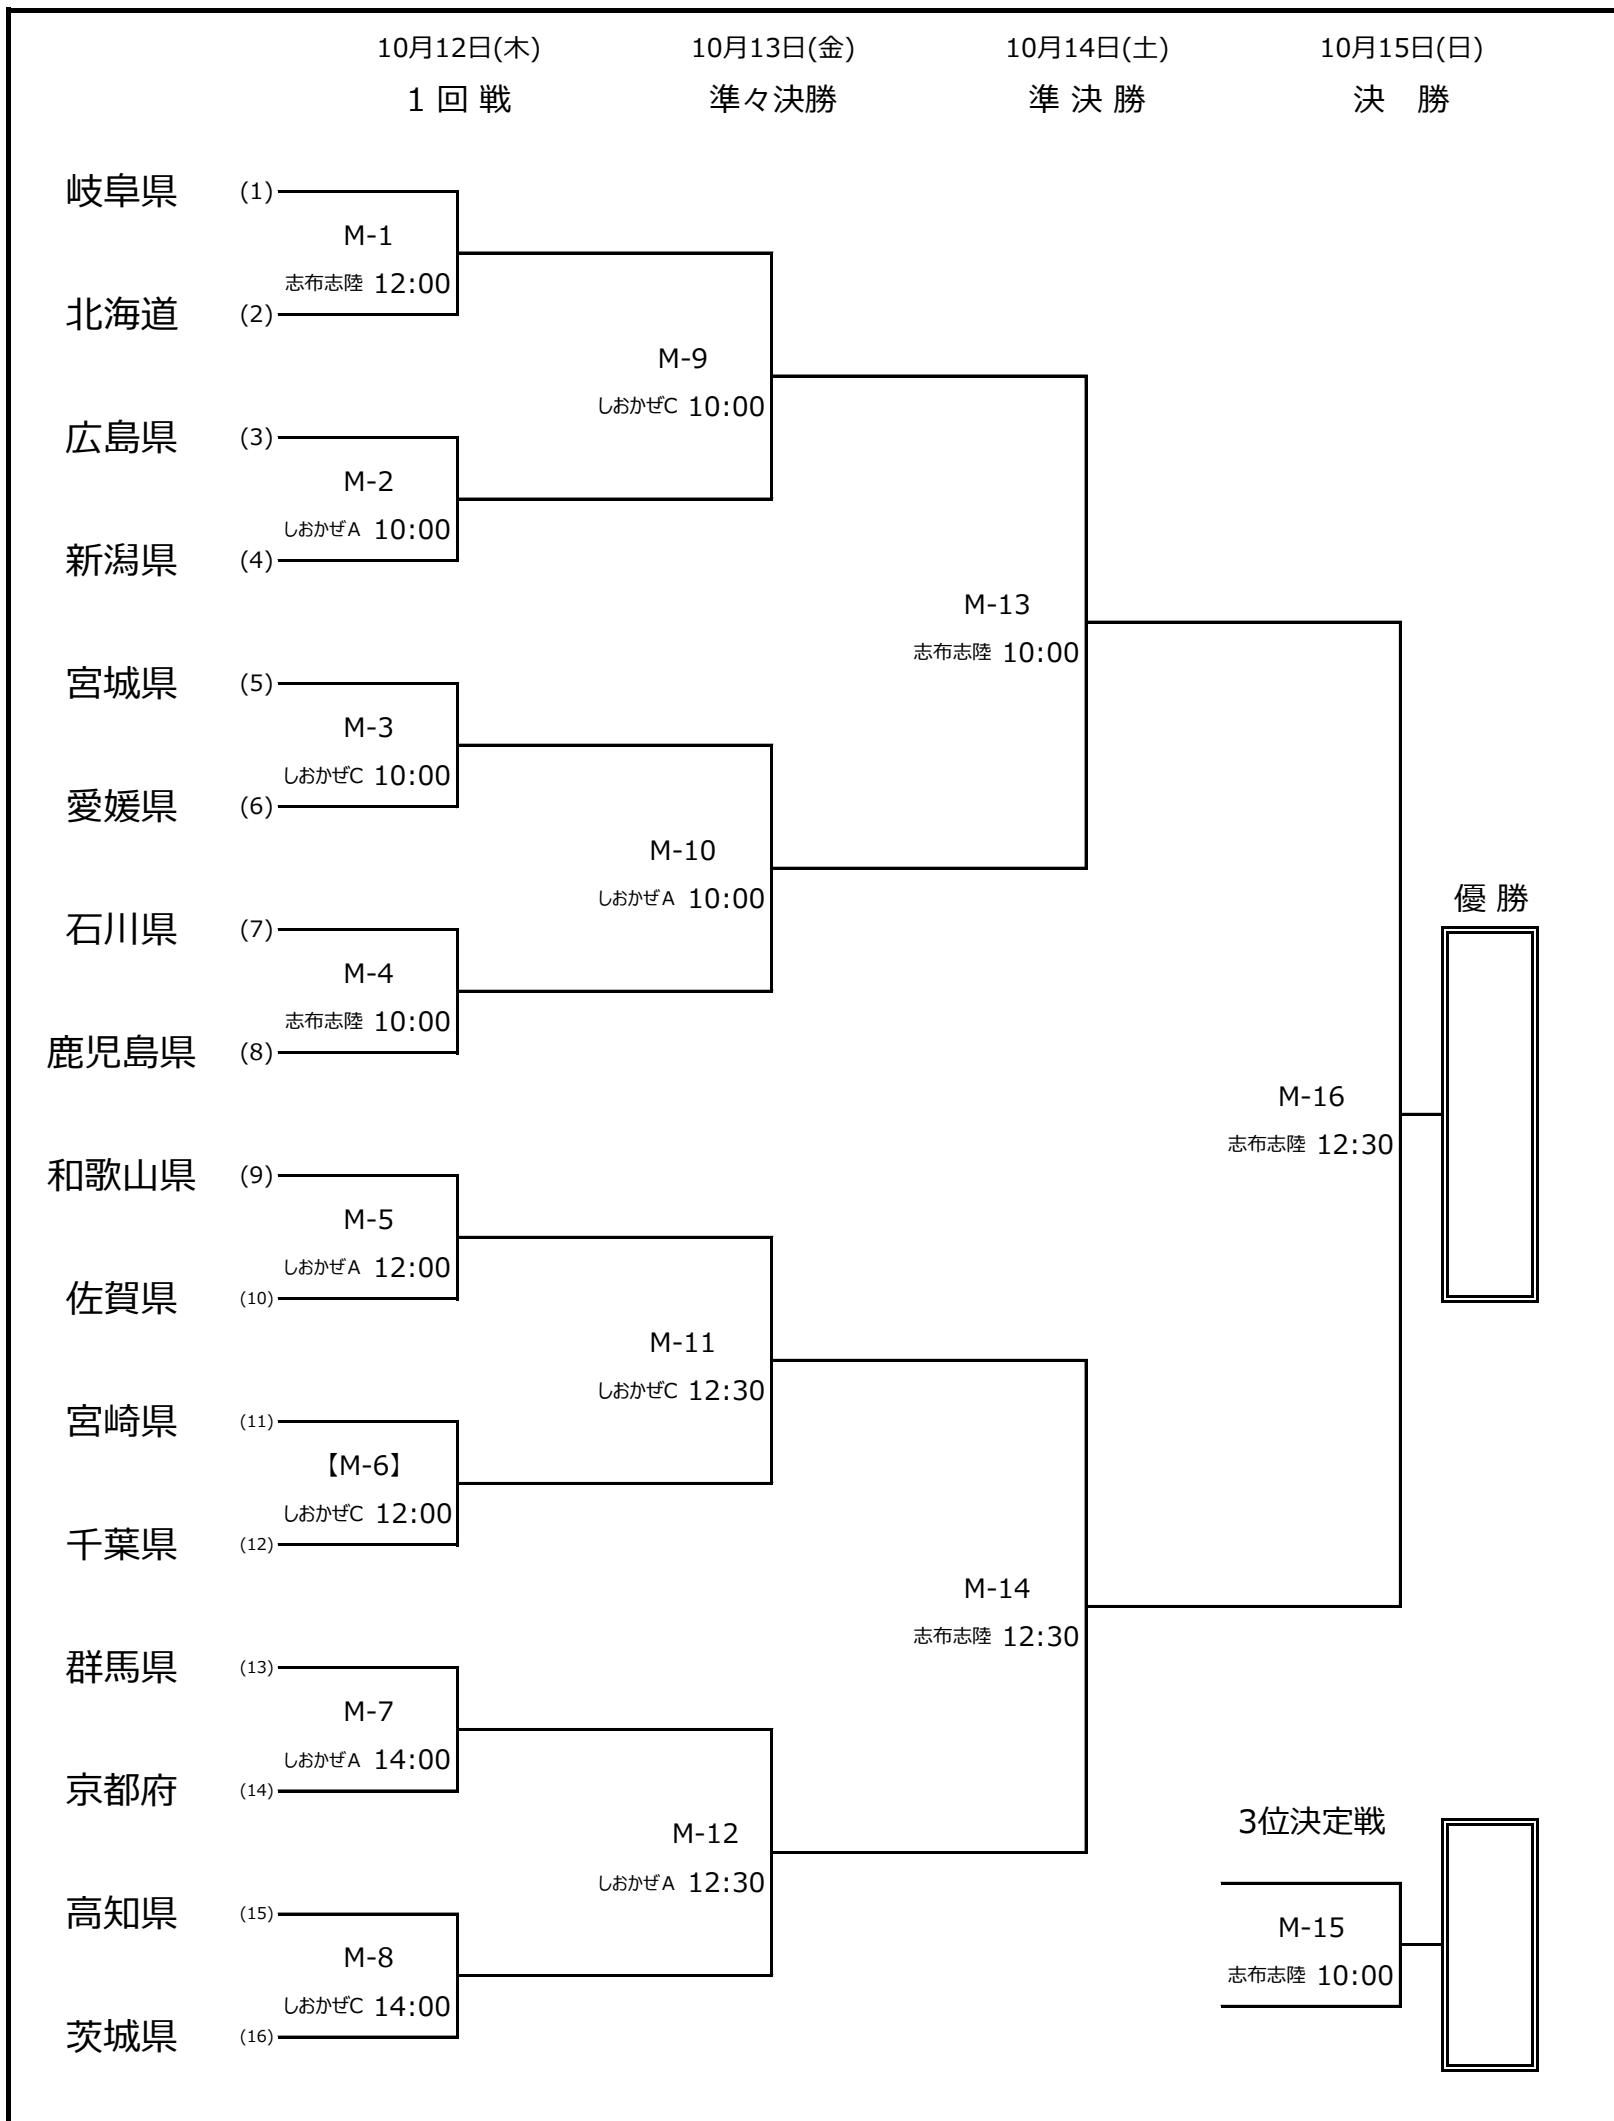 10月12日(木) 10月13日(金) 10月14日(土) 10月15日(日)
1 回 戦 準々決勝 準 決 勝 決 勝
岐阜県 (1)
M-1
志布志陸 12:00
北海道 (2)
M-9
しおかぜC 10:00
広島県 (3)
M-2
しおかぜA 10:00
新潟県 (4)
M-13
志布志陸 10:00
宮城県 (5)
M-3
しおかぜC 10:00
愛媛県 (6)
M-10
しおかぜA 10:00
優 勝
石川県 (7)
M-4
志布志陸 10:00
鹿児島県 (8)
M-16
志布志陸 12:30
和歌山県 (9)
M-5
しおかぜA 12:00
佐賀県 (10)
M-11
しおかぜC 12:30
宮崎県 (11)
【M-6】
しおかぜC 12:00
千葉県 (12)
M-14
志布志陸 12:30
群馬県 (13)
M-7
しおかぜA 14:00
京都府 (14)
3位決定戦
M-12
しおかぜA 12:30
高知県 (15)
M-15
志布志陸 10:00
M-8
しおかぜC 14:00
茨城県 (16)